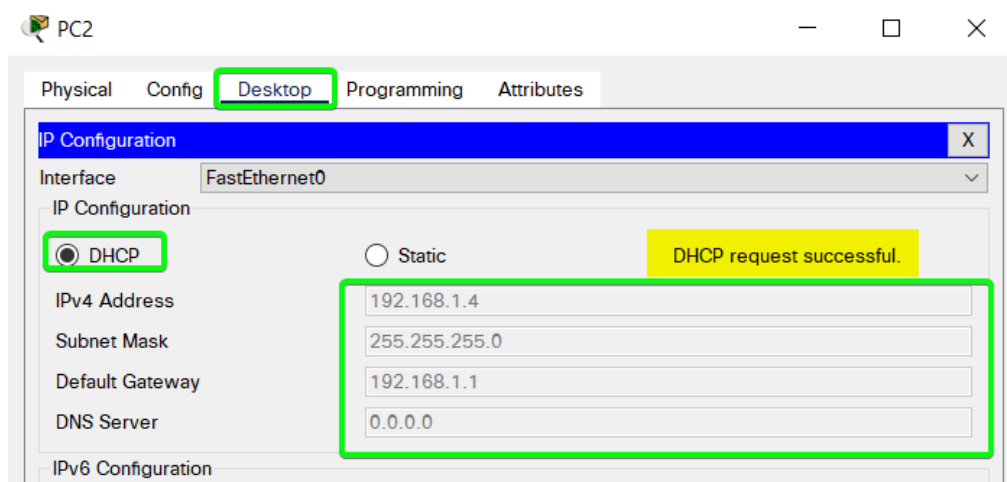 PC2
Physical Config Desktop Programming Attributes
IP Configuration X
Interface FastEthernet0
IP Configuration
DHCP Static DHCP request successful.
IPv4 Address 192.168.1.4
Subnet Mask 255.255.255.0
Default Gateway 192.168.1.1
DNS Server 0.0.0.0
IPv6 Configuration